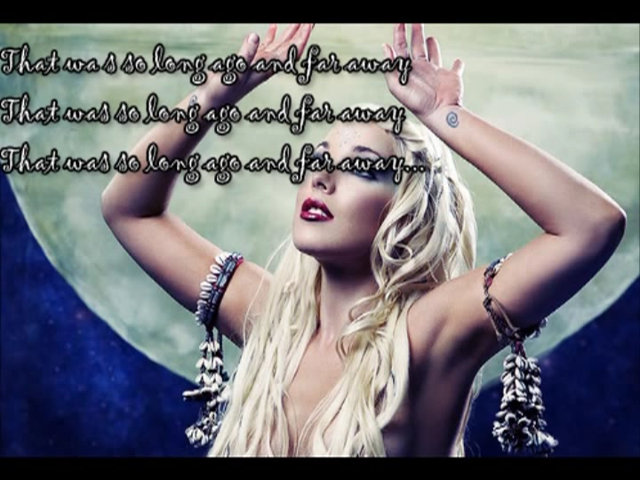 That wa s so long ago and far away
That was so long ago and far away
That was so long ago and far away...